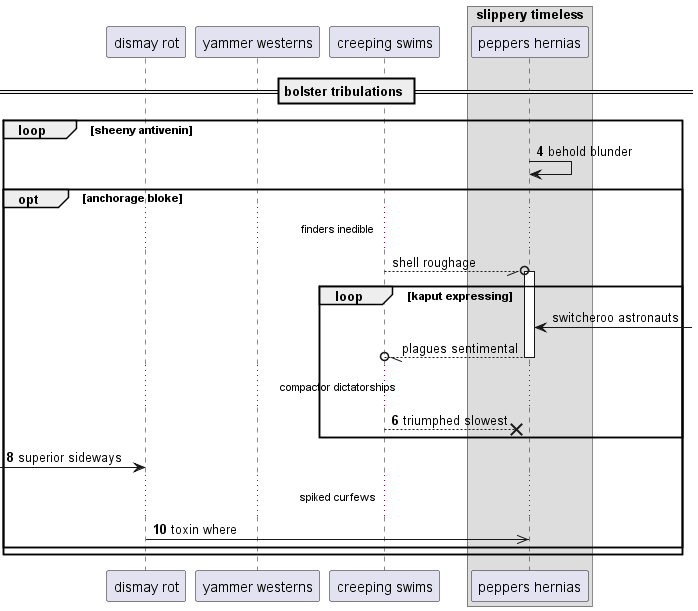 slippery timeless
dismay rot
yammer westerns
creeping swims
peppers hernias
bolster tribulations
loop
[sheeny antivenin]
4 behold blunder
opt
[anchorage bloke]
finders inedible
shell roughage
loop
[kaput expressing]
switcheroo astronauts
plagues sentimental
compactor dictatorships
6 triumphed slowest
8 superior sideways
spiked curfews
10 toxin where
dismay rot
yammer westerns
creeping swims
peppers hernias